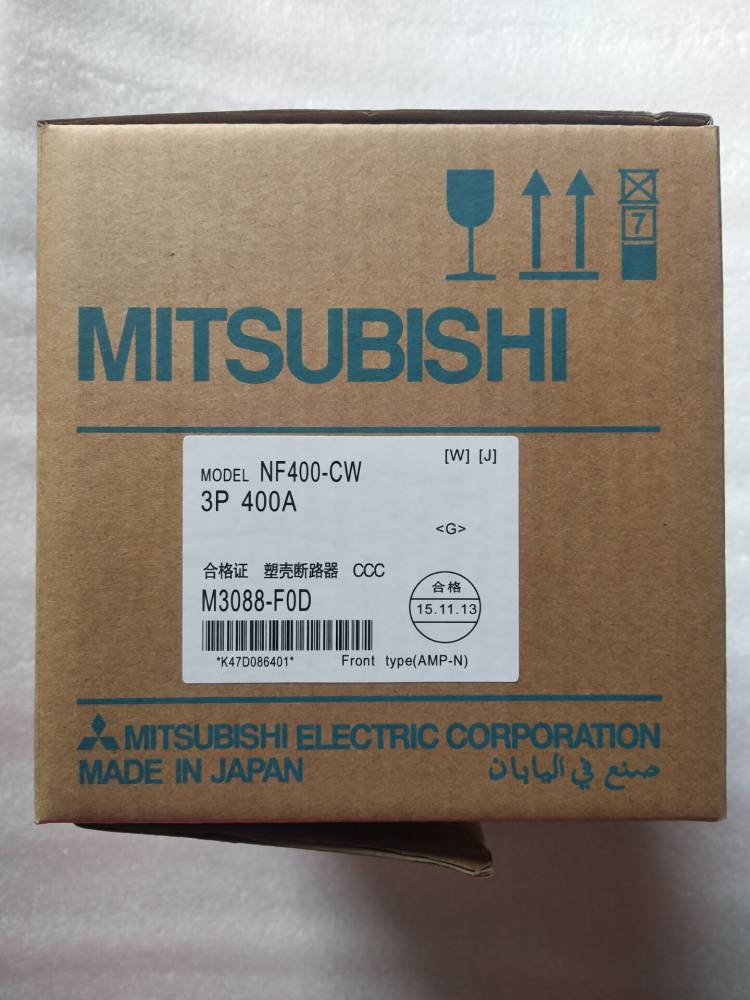 7
MITSUBISHI
[W] [J]
MODEL NF400-CW
3P 400A
<G>
合格证 塑壳断路器 CCC
M3088-F0D
合格
15.11.13
*K47D086401* Front type(AMP-N)
MITSUBISHI ELECTRIC CORPORATION
MADE IN JAPAN صنع في اليابان